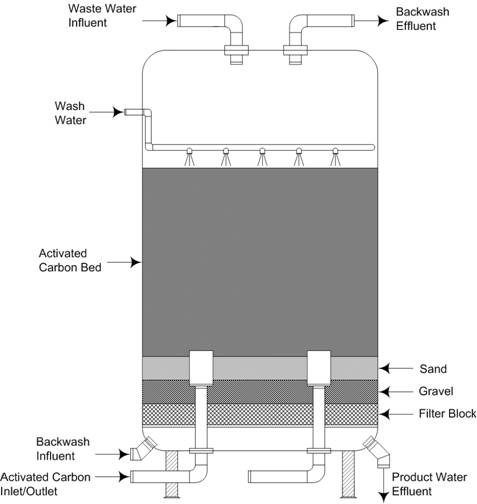 Waste Water
Influent
Backwash
Effluent
Wash
Water
Activated
Carbon Bed
Sand
Gravel
Filter Block
Backwash
Influent
Activated Carbon
Inlet/Outlet
Product Water
Effluent